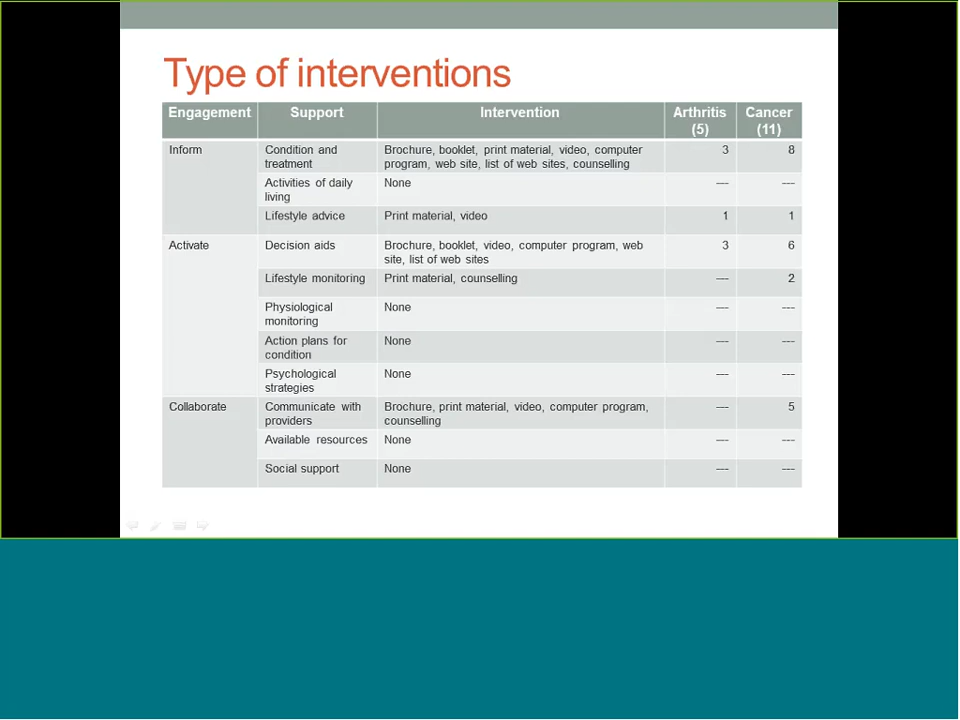 Type of interventions
Engagement Support Intervention Arthritis (5) Cancer (11)
Inform Condition and treatment Brochure, booklet, print material, video, computer program, web site, list of web sites, counselling 3 8
Activities of daily living None --- ---
Lifestyle advice Print material, video 1 1
Activate Decision aids Brochure, booklet, video, computer program, web site, list of web sites 3 6
Lifestyle monitoring Print material, counselling --- 2
Physiological monitoring None --- ---
Action plans for condition None --- ---
Psychological strategies None --- ---
Collaborate Communicate with providers Brochure, print material, video, computer program, counselling --- 5
Available resources None --- ---
Social support None --- ---